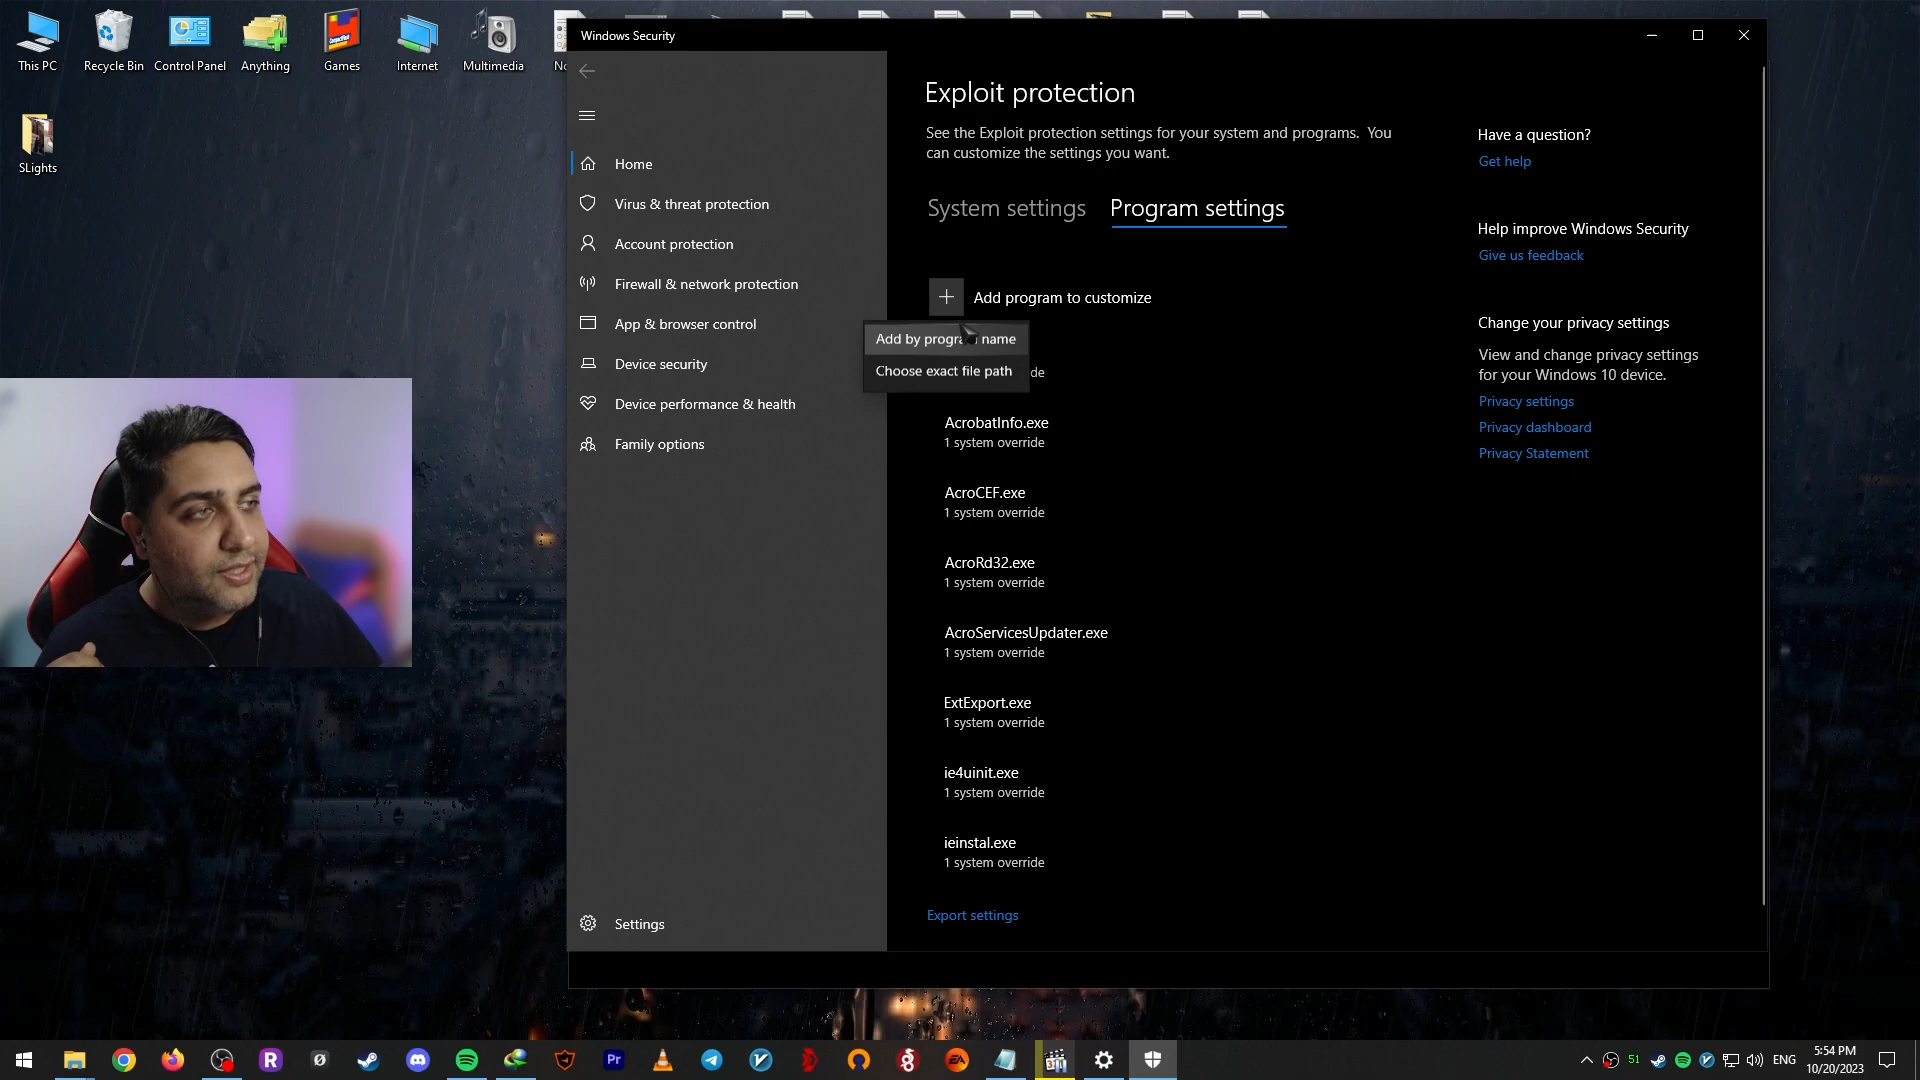 This PC
Recycle Bin
Control Panel
Anything
Games
Internet
Multimedia
SLights
Windows Security
Home
Virus & threat protection
Account protection
Firewall & network protection
App & browser control
Device security
Device performance & health
Family options
Settings
Exploit protection
See the Exploit protection settings for your system and programs. You
can customize the settings you want.
System settings
Program settings
Add program to customize
Add by program name
Choose exact file path
AcrobatInfo.exe
1 system override
AcroCEF.exe
1 system override
AcroRd32.exe
1 system override
AcroServicesUpdater.exe
1 system override
ExtExport.exe
1 system override
ie4uinit.exe
1 system override
ieinstal.exe
1 system override
Export settings
Have a question?
Get help
Help improve Windows Security
Give us feedback
Change your privacy settings
View and change privacy settings
for your Windows 10 device.
Privacy settings
Privacy dashboard
Privacy Statement
Pr
EA
51
ENG
5:54 PM
10/20/2023